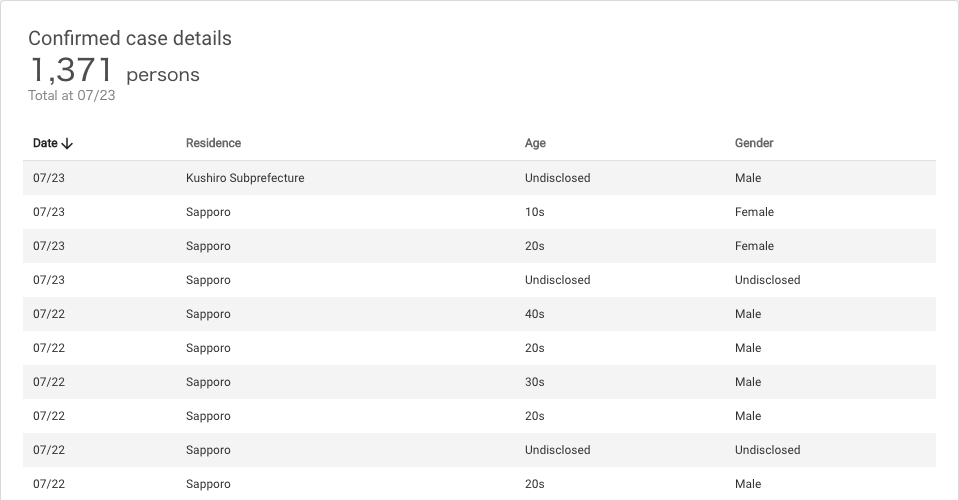 Confirmed case details
1,371 persons
Total at 07/23
Date Residence Age Gender
07/23 Kushiro Subprefecture Undisclosed Male
07/23 Sapporo 10s Female
07/23 Sapporo 20s Female
07/23 Sapporo Undisclosed Undisclosed
07/22 Sapporo 40s Male
07/22 Sapporo 20s Male
07/22 Sapporo 30s Male
07/22 Sapporo 20s Male
07/22 Sapporo Undisclosed Undisclosed
07/22 Sapporo 20s Male